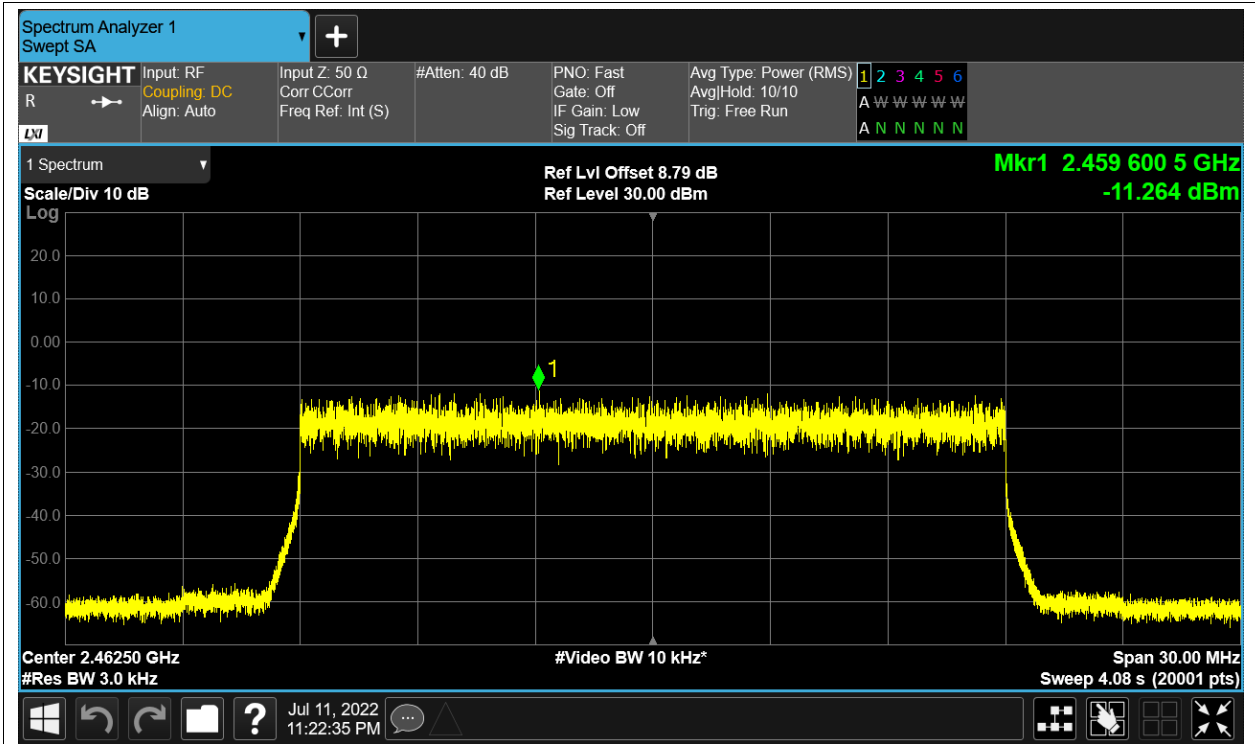 Spectrum Analyzer 1
Swept SA
KEYSIGHT
R
LXI
Input: RF
Coupling: DC
Align: Auto
Input Z: 50 Ω
Corr CCorr
Freq Ref: Int (S)
#Atten: 40 dB
PNO: Fast
Gate: Off
IF Gain: Low
Sig Track: Off
Avg Type: Power (RMS)
Avg|Hold: 10/10
Trig: Free Run
1 2 3 4 5 6
A W W W W W
A N N N N N
1 Spectrum
Scale/Div 10 dB
Log
Ref Lvl Offset 8.79 dB
Ref Level 30.00 dBm
Mkr1 2.459 600 5 GHz
-11.264 dBm
20.0
10.0
0.00
1
-10.0
-20.0
-30.0
-40.0
-50.0
-60.0
Center 2.46250 GHz
#Res BW 3.0 kHz
#Video BW 10 kHz*
Span 30.00 MHz
Sweep 4.08 s (20001 pts)
?
Jul 11, 2022
11:22:35 PM